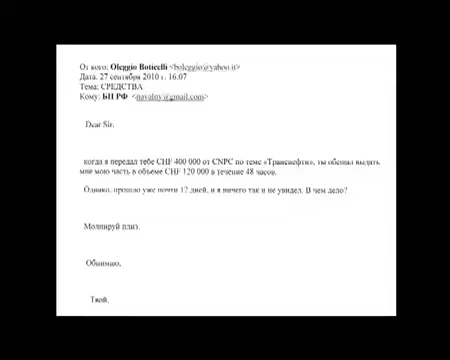 От кого: Oleggio Boticelli <boleggio@yahoo.it>
Дата. 27 сентября 2010 г. 16.07
Тема: СРЕДСТВА
Кому: БП РФ <navalny@gmail.com>
Dear Sir,
когда я передал тебе CHF 400 000 от CNPC по теме «Транснефти», ты обещал выдать
мне мою часть в объеме CHF 120 000 в течение 48 часов.
Однако, прошло уже почти 12 дней, и я ничего так и не увидел. В чем дело?
Молнируй плиз.
Обнимаю,
Твой,